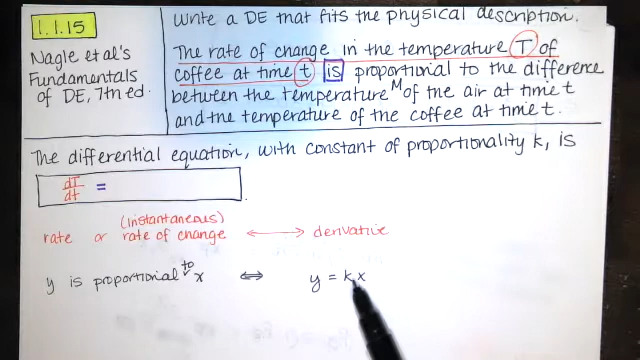 1.1.15
Nagle et al's
Fundamentals
of DE, 7th ed.
Write a DE that fits the physical description.
The rate of change in the temperature T of
coffee at time t is proportional to the difference
between the temperature M of the air at time t
and the temperature of the coffee at time t.
The differential equation, with constant of proportionality k, is
dT/dt = .
(instantaneous)
rate or rate of change ⟷ derivative
y is proportional to x ⟺ y = kx